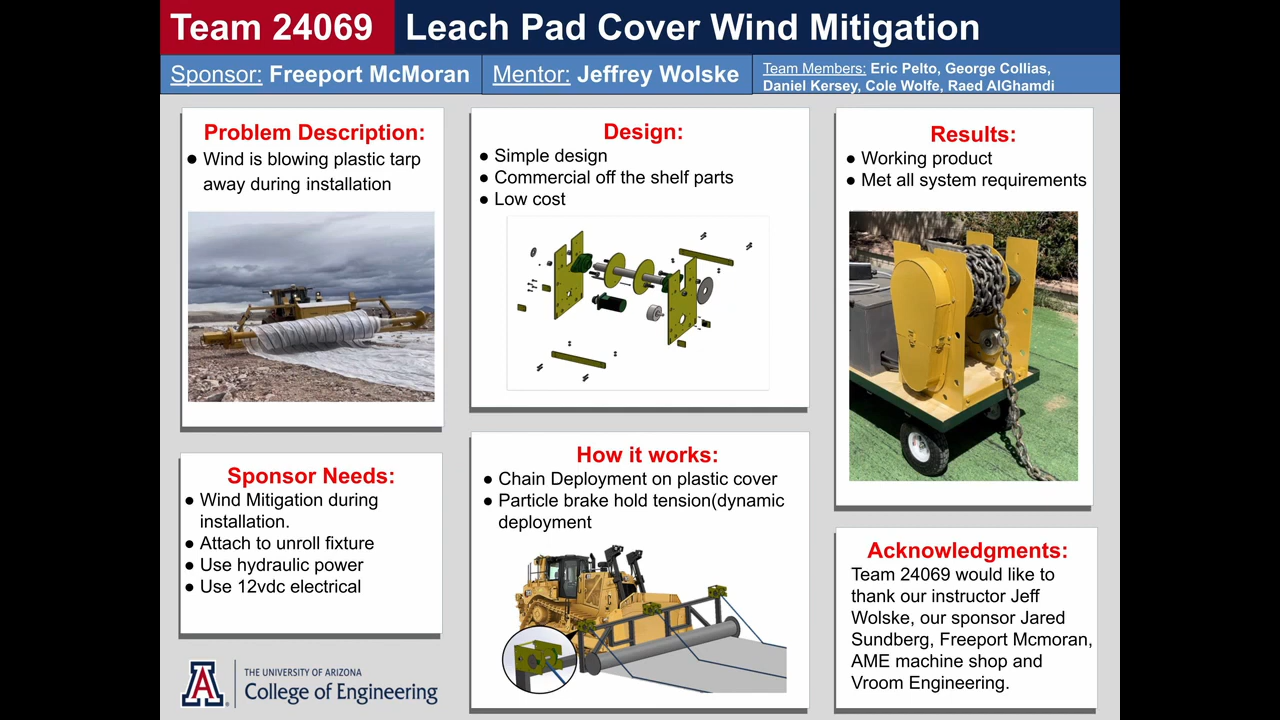 Team 24069
Leach Pad Cover Wind Mitigation
Sponsor: Freeport McMoran
Mentor: Jeffrey Wolske
Team Members: Eric Pelto, George Collias,
Daniel Kersey, Cole Wolfe, Raed AlGhamdi
Problem Description:
● Wind is blowing plastic tarp
away during installation
Sponsor Needs:
● Wind Mitigation during
installation.
● Attach to unroll fixture
● Use hydraulic power
● Use 12vdc electrical
THE UNIVERSITY OF ARIZONA
College of Engineering
Design:
● Simple design
● Commercial off the shelf parts
● Low cost
How it works:
● Chain Deployment on plastic cover
● Particle brake hold tension(dynamic
deployment
Results:
● Working product
● Met all system requirements
Acknowledgments:
Team 24069 would like to
thank our instructor Jeff
Wolske, our sponsor Jared
Sundberg, Freeport Mcmoran,
AME machine shop and
Vroom Engineering.